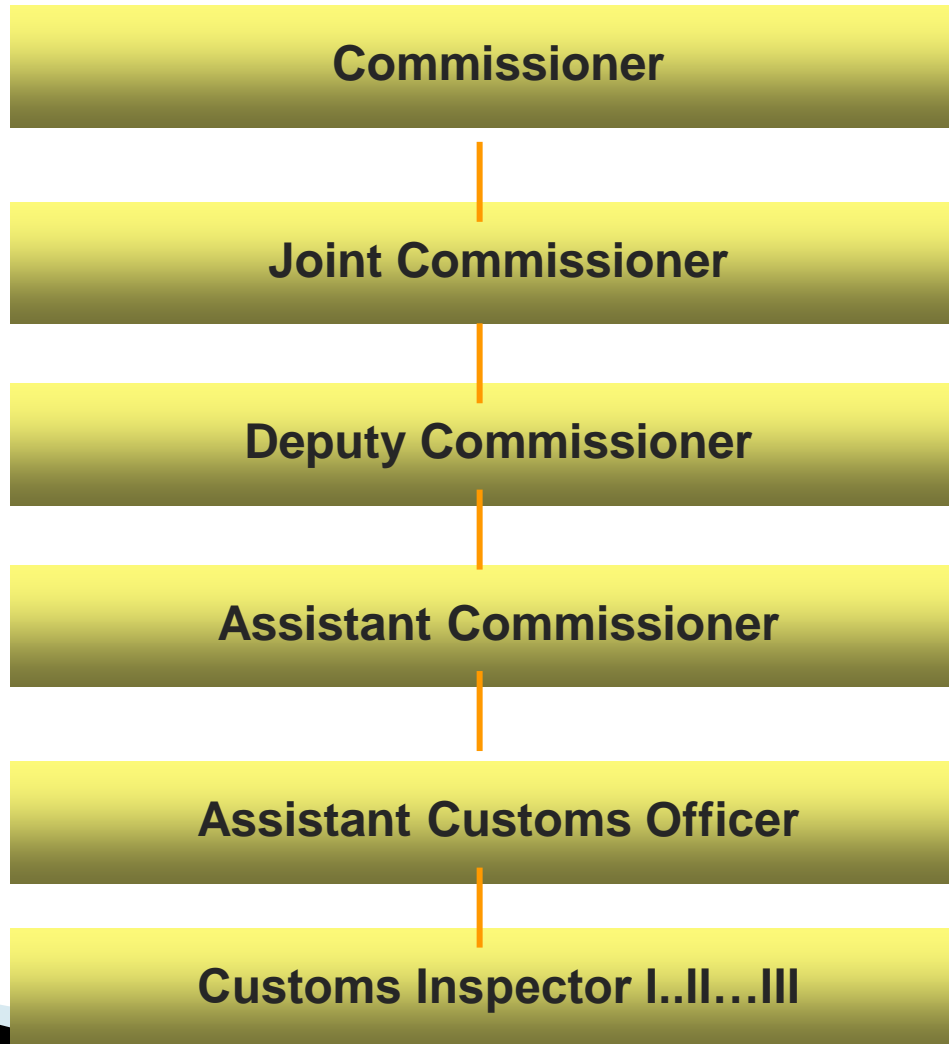 Commissioner
Joint Commissioner
Deputy Commissioner
Assistant Commissioner
Assistant Customs Officer
Customs Inspector I..II…III